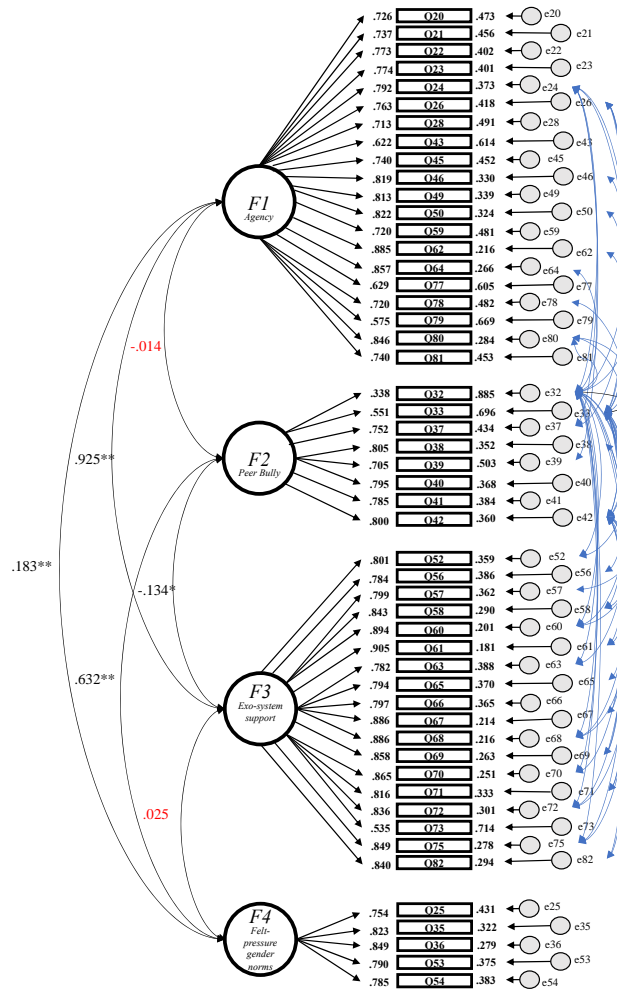 .726 Q20 .473 e20
.737 Q21 .456 e21
.773 Q22 .402 e22
.774 Q23 .401 e23
.792 Q24 .373 e24
.763 Q26 .418 e26
.713 Q28 .491 e28
.622 Q43 .614 e43
.740 Q45 .452 e45
.819 Q46 .330 e46
.813 Q49 .339 e49
.822 Q50 .324 e50
.720 Q59 .481 e59
.885 Q62 .216 e62
.857 Q64 .266 e64
.629 Q77 .605 e77
.720 Q78 .482 e78
.575 Q79 .669 e79
.846 Q80 .284 e80
.740 Q81 .453 e81
F1
Agency
-.014
.338 Q32 .885 e32
.551 Q33 .696 e33
.752 Q37 .434 e37
.805 Q38 .352 e38
.705 Q39 .503 e39
.795 Q40 .368 e40
.785 Q41 .384 e41
.800 Q42 .360 e42
F2
Peer Bully
.925**
.183**
-.134*
.632**
.801 Q52 .359 e52
.784 Q56 .386 e56
.799 Q57 .362 e57
.843 Q58 .290 e58
.894 Q60 .201 e60
.905 Q61 .181 e61
.782 Q63 .388 e63
.794 Q65 .370 e65
.797 Q66 .365 e66
.886 Q67 .214 e67
.886 Q68 .216 e68
.858 Q69 .263 e69
.865 Q70 .251 e70
.816 Q71 .333 e71
.836 Q72 .301 e72
.535 Q73 .714 e73
.849 Q75 .278 e75
.840 Q82 .294 e82
F3
Exo-system
support
.025
.754 Q25 .431 e25
.823 Q35 .322 e35
.849 Q36 .279 e36
.790 Q53 .375 e53
.785 Q54 .383 e54
F4
Felt-
pressure
gender
norms